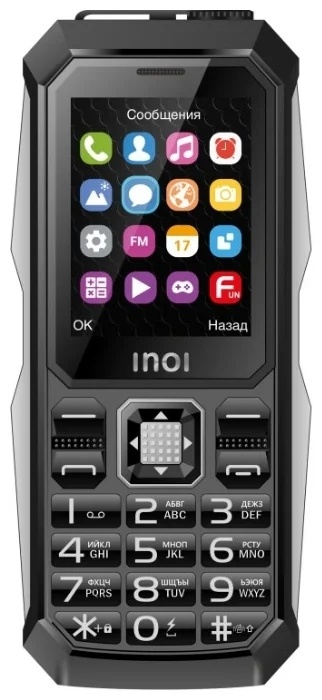 Сообщения
FM
17
F
UN
OK
Назад
INOI
1
2 АБВГ ABC
3 ДЕЖЗ DEF
4 ИЙКЛ GHI
5 МНОП JKL
6 РСТУ MNO
7 ФХЦЧ PQRS
8 ШЩЪЫ TUV
9 ЬЭЮЯ WXYZ
*+
0
#